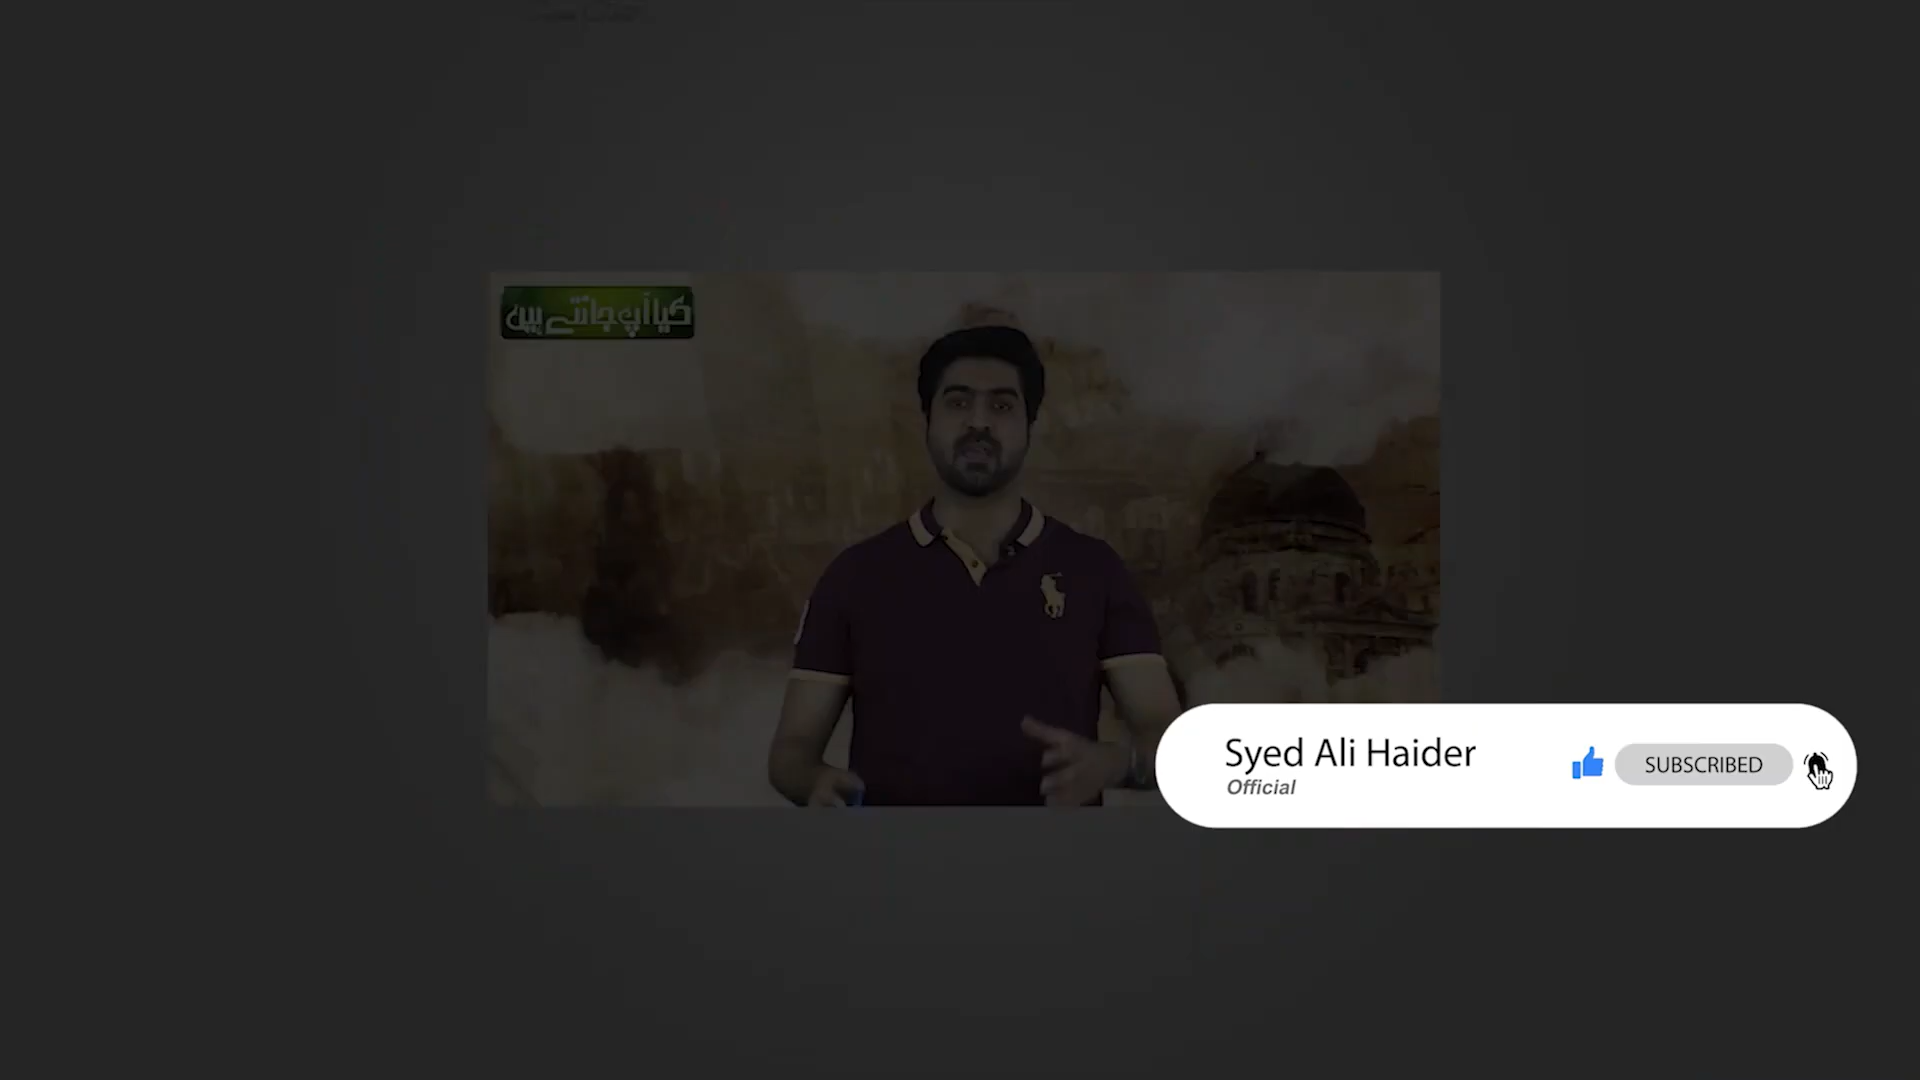 کیا آپ جانتے ہیں
Syed Ali Haider
Official
SUBSCRIBED